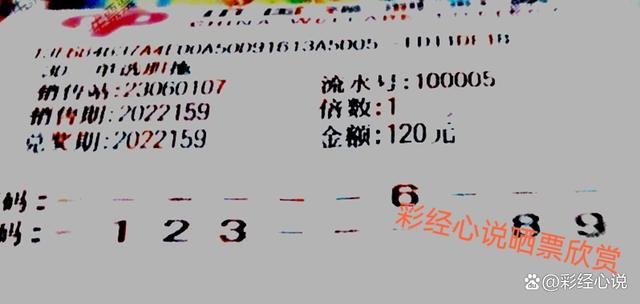 CHINA WELFARE LOTTERY
3D 单选胆拖
销售站:23060107 流水号:100005
销售期:2022159 倍数:1
兑奖期:2022159 金额:120元
码: - - - - - - 6 - - -
码: - 1 2 3 - - - - 8 9
彩经心说晒票欣赏
@彩经心说